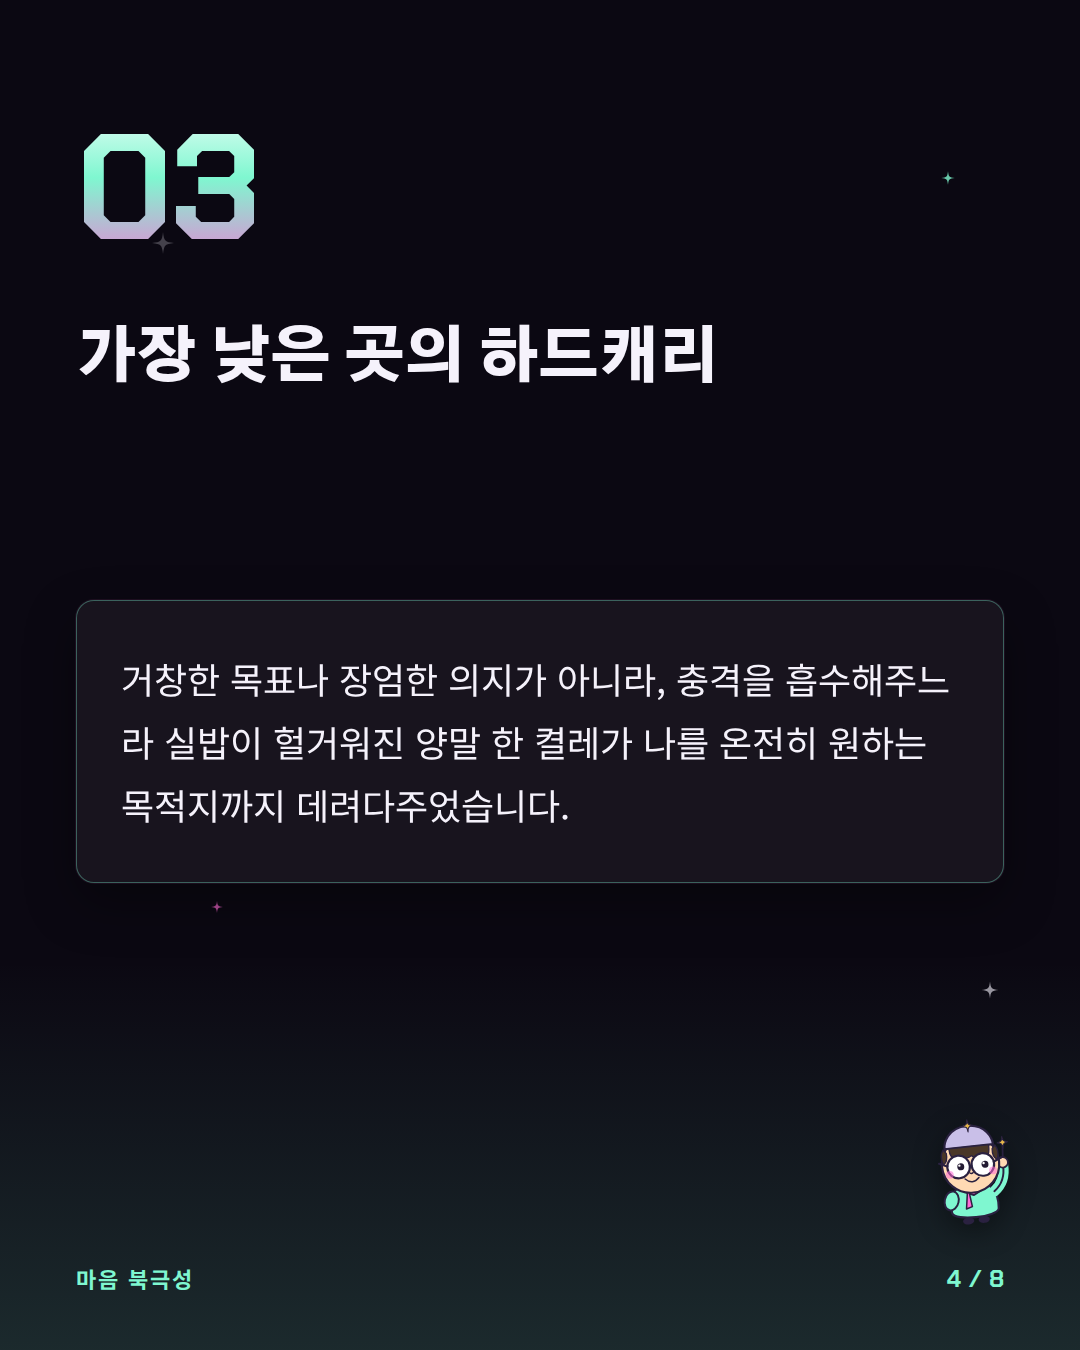 03
가장 낮은 곳의 하드캐리
거창한 목표나 장엄한 의지가 아니라, 충격을 흡수해주느
라 실밥이 헐거워진 양말 한 켤레가 나를 온전히 원하는
목적지까지 데려다주었습니다.
마음 북극성
4 / 8